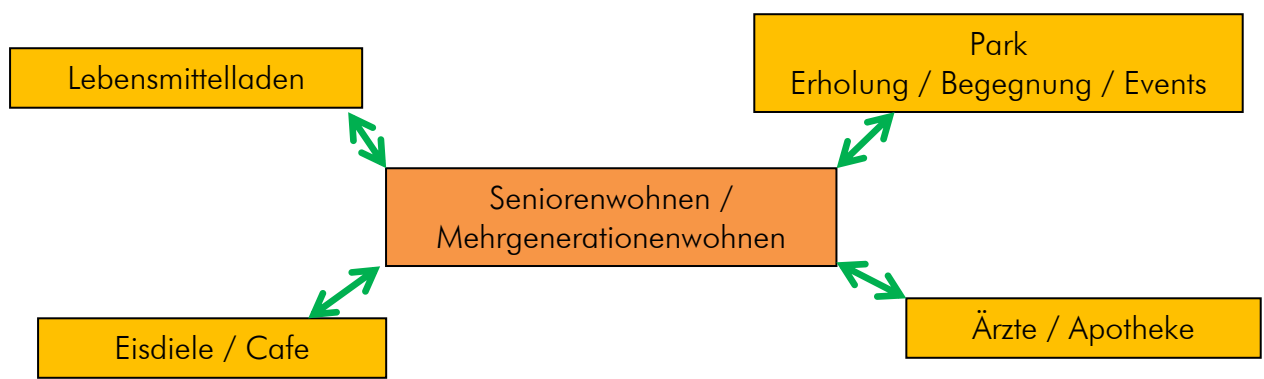 Lebensmittelladen
Park
Erholung / Begegnung / Events
Seniorenwohnen /
Mehrgenerationenwohnen
Eisdiele / Cafe
Ärzte / Apotheke